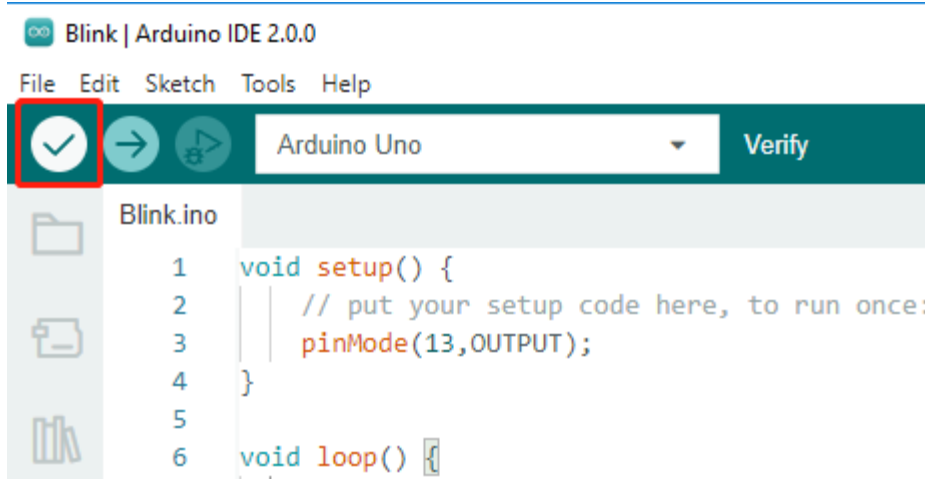 Blink | Arduino IDE 2.0.0
File Edit Sketch Tools Help
Arduino Uno Verify
Blink.ino
1 void setup() {
2 // put your setup code here, to run once:
3 pinMode(13,OUTPUT);
4 }
5
6 void loop() {